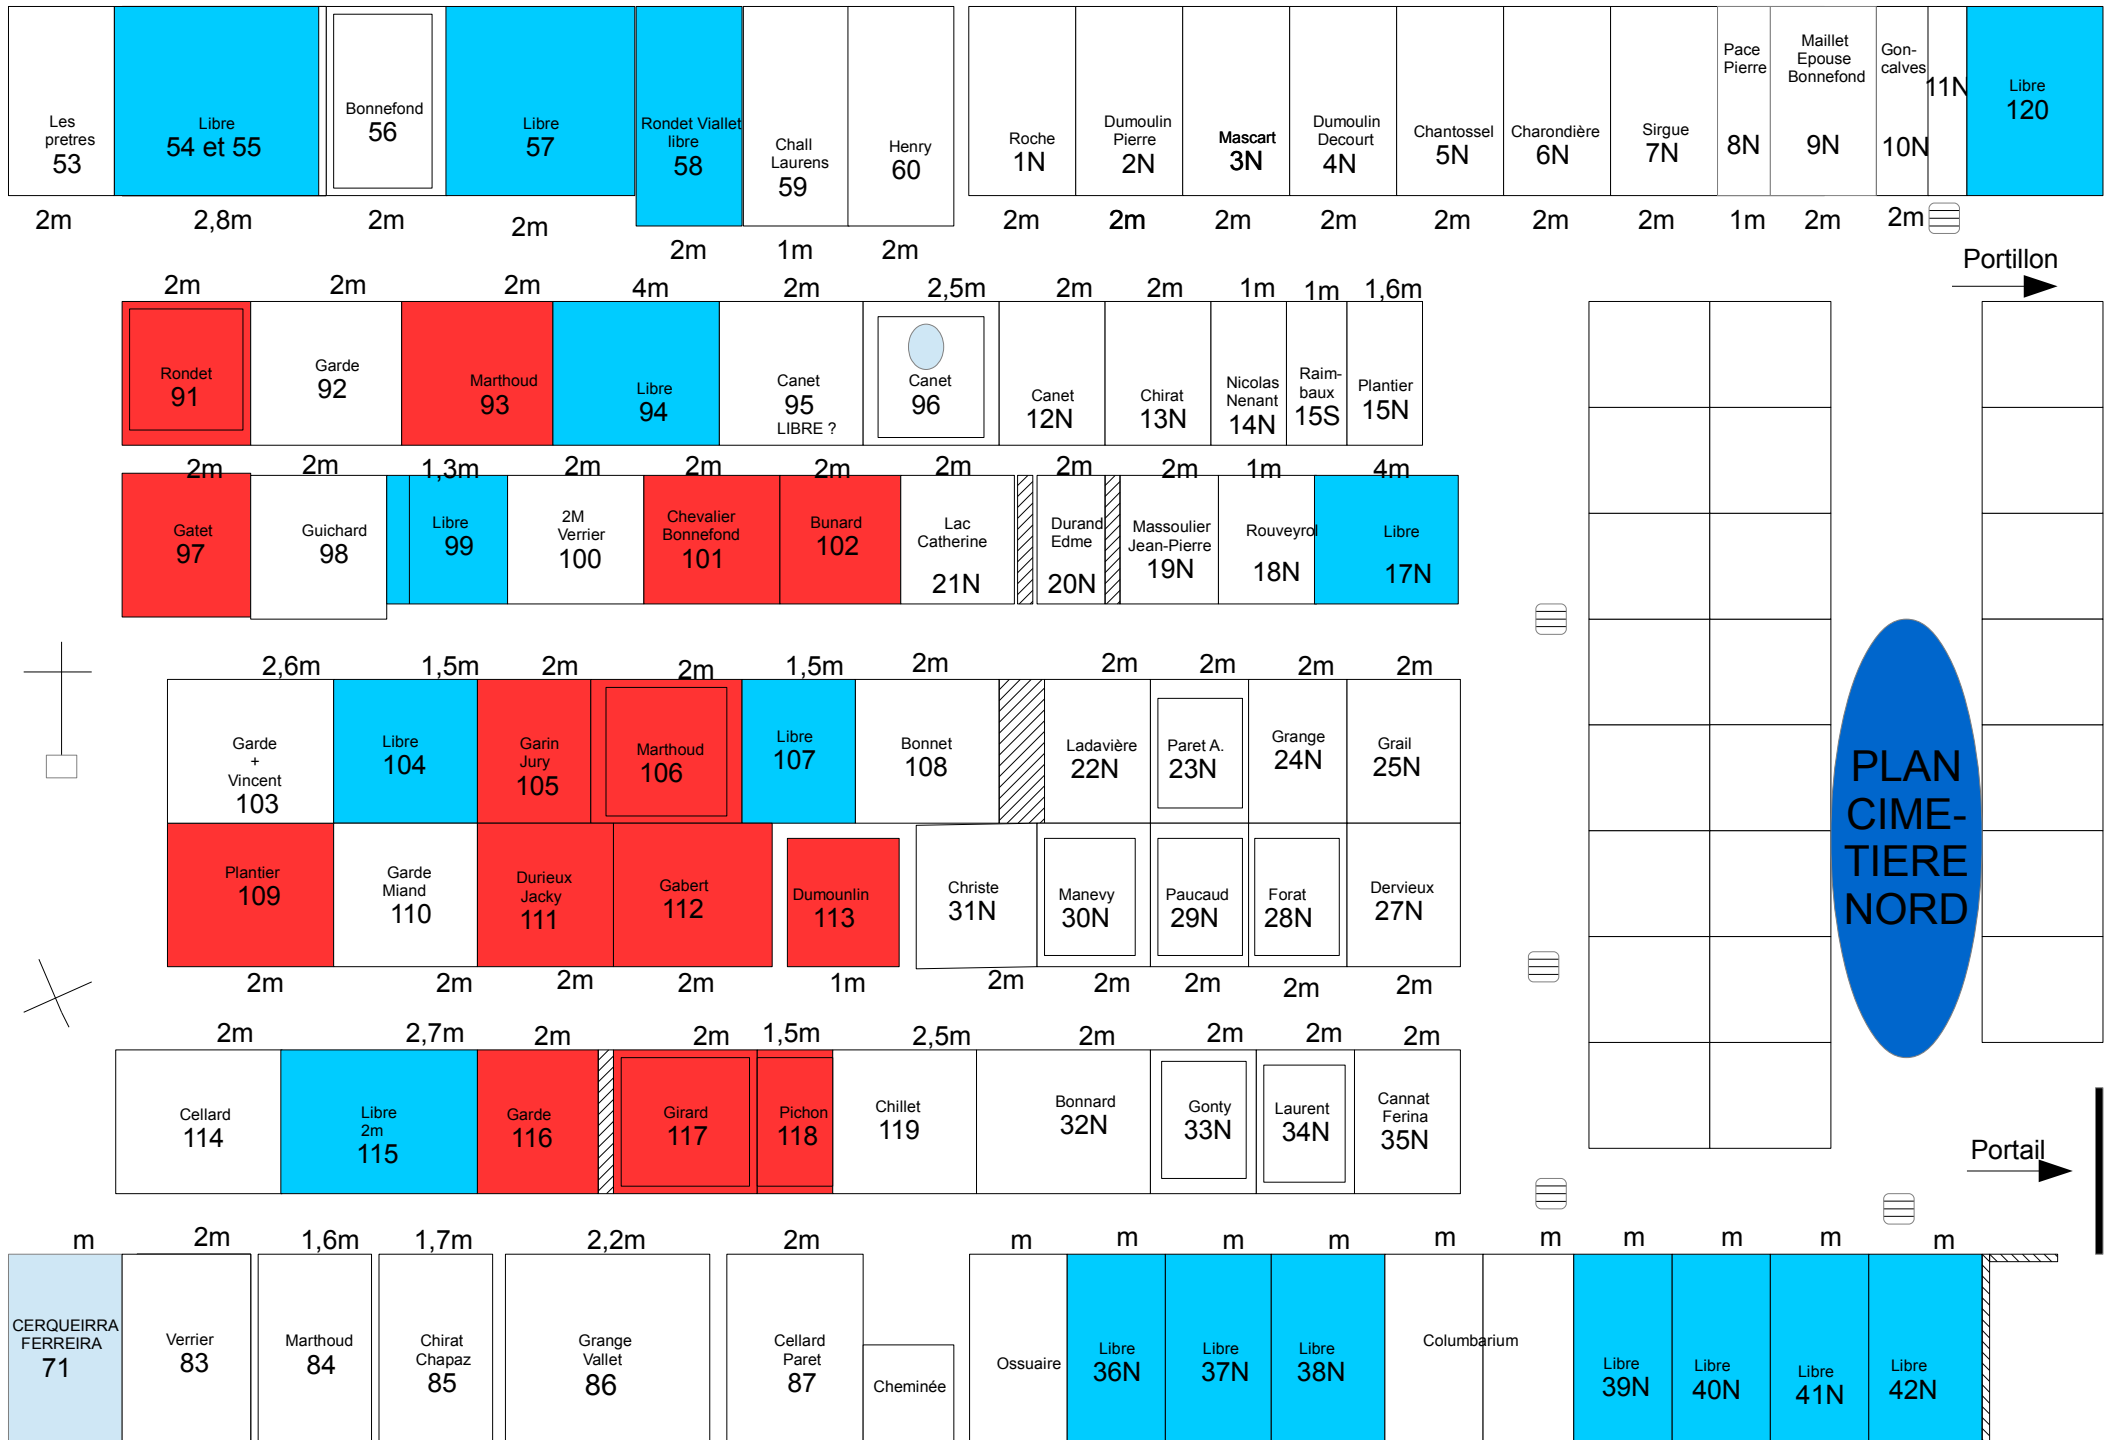 Les
pretres
53
Libre
54 et 55
Bonnefond
56
Libre
57
Rondet Viallet
libre
58
Chall
Laurens
59
Henry
60
Roche
1N
Dumoulin
Pierre
2N
Mascart
3N
Dumoulin
Decourt
4N
Chantossel
5N
Charondière
6N
Sirgue
7N
Pace
Pierre
8N
Maillet
Epouse
Bonnefond
9N
Gon-
calves
10N
11N
Libre
120
2m
2,8m
2m
2m
2m
1m
2m
2m
2m
2m
2m
2m
2m
2m
1m
2m
2m
Portillon
2m
2m
2m
4m
2m
2,5m
2m
2m
1m
1m
1,6m
Rondet
91
Garde
92
Marthoud
93
Libre
94
Canet
95
LIBRE ?
Canet
96
Canet
12N
Chirat
13N
Nicolas
Nenant
14N
Raim-
baux
15S
Plantier
15N
2m
2m
1,3m
2m
2m
2m
2m
2m
2m
1m
4m
Gatet
97
Guichard
98
Libre
99
2M
Verrier
100
Chevalier
Bonnefond
101
Bunard
102
Lac
Catherine
21N
Durand
Edme
20N
Massoulier
Jean-Pierre
19N
Rouveyrol
18N
Libre
17N
2,6m
1,5m
2m
2m
1,5m
2m
2m
2m
2m
2m
Garde
+
Vincent
103
Libre
104
Garin
Jury
105
Marthoud
106
Libre
107
Bonnet
108
Ladavière
22N
Paret A.
23N
Grange
24N
Grail
25N
PLAN
CIME-
TIERE
NORD
Plantier
109
Garde
Miand
110
Durieux
Jacky
111
Gabert
112
Dumounlin
113
Christe
31N
Manevy
30N
Paucaud
29N
Forat
28N
Dervieux
27N
2m
2m
2m
2m
1m
2m
2m
2m
2m
2m
2m
2,7m
2m
2m
1,5m
2,5m
2m
2m
2m
2m
Cellard
114
Libre
2m
115
Garde
116
Girard
117
Pichon
118
Chillet
119
Bonnard
32N
Gonty
33N
Laurent
34N
Cannat
Ferina
35N
Portail
m
2m
1,6m
1,7m
2,2m
2m
m
m
m
m
m
m
m
m
m
m
CERQUEIRRA
FERREIRA
71
Verrier
83
Marthoud
84
Chirat
Chapaz
85
Grange
Vallet
86
Cellard
Paret
87
Cheminée
Ossuaire
Libre
36N
Libre
37N
Libre
38N
Columbarium
Libre
39N
Libre
40N
Libre
41N
Libre
42N